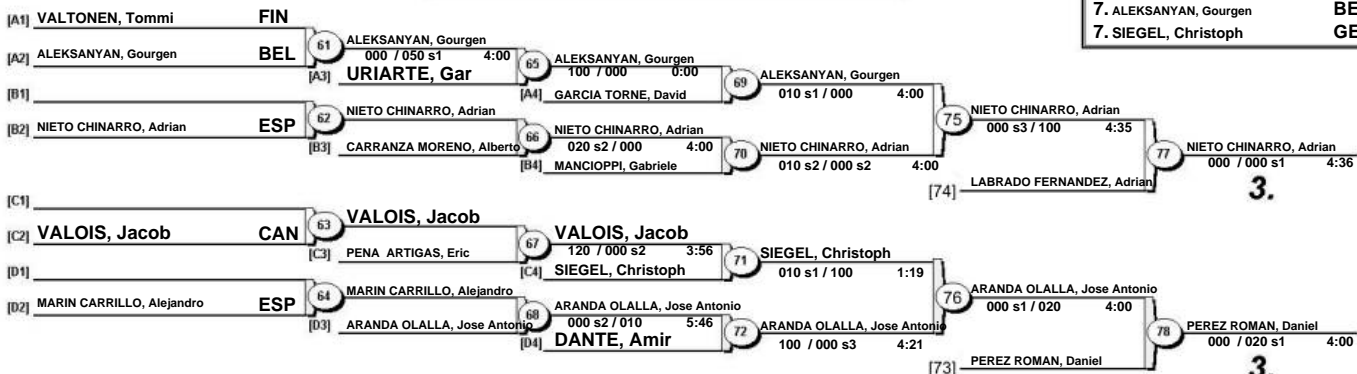 7. ALEKSANYAN, Gourgen BE
7. SIEGEL, Christoph GE
[A1] VALTONEN, Tommi FIN
[A2] ALEKSANYAN, Gourgen BEL
61
ALEKSANYAN, Gourgen
000 / 050 s1 4:00
[A3] URIARTE, Gar
65
ALEKSANYAN, Gourgen
100 / 000 0:00
[A4] GARCIA TORNE, David
69
ALEKSANYAN, Gourgen
010 s1 / 000 4:00
[B1]
[B2] NIETO CHINARRO, Adrian ESP
62
NIETO CHINARRO, Adrian
[B3] CARRANZA MORENO, Alberto
66
NIETO CHINARRO, Adrian
020 s2 / 000 4:00
[B4] MANCIOPPI, Gabriele
70
NIETO CHINARRO, Adrian
010 s2 / 000 s2 4:00
75
NIETO CHINARRO, Adrian
000 s3 / 100 4:35
[74] LABRADO FERNANDEZ, Adrian
77
NIETO CHINARRO, Adrian
000 / 000 s1 4:36
3.
[C1]
[C2] VALOIS, Jacob CAN
63
VALOIS, Jacob
[C3] PENA ARTIGAS, Eric
67
VALOIS, Jacob
120 / 000 s2 3:56
[C4] SIEGEL, Christoph
71
SIEGEL, Christoph
010 s1 / 100 1:19
[D1]
[D2] MARIN CARRILLO, Alejandro ESP
64
MARIN CARRILLO, Alejandro
[D3] ARANDA OLALLA, Jose Antonio
68
ARANDA OLALLA, Jose Antonio
000 s2 / 010 5:46
[D4] DANTE, Amir
72
ARANDA OLALLA, Jose Antonio
100 / 000 s3 4:21
76
ARANDA OLALLA, Jose Antonio
000 s1 / 020 4:00
[73] PEREZ ROMAN, Daniel
78
PEREZ ROMAN, Daniel
000 / 020 s1 4:00
3.